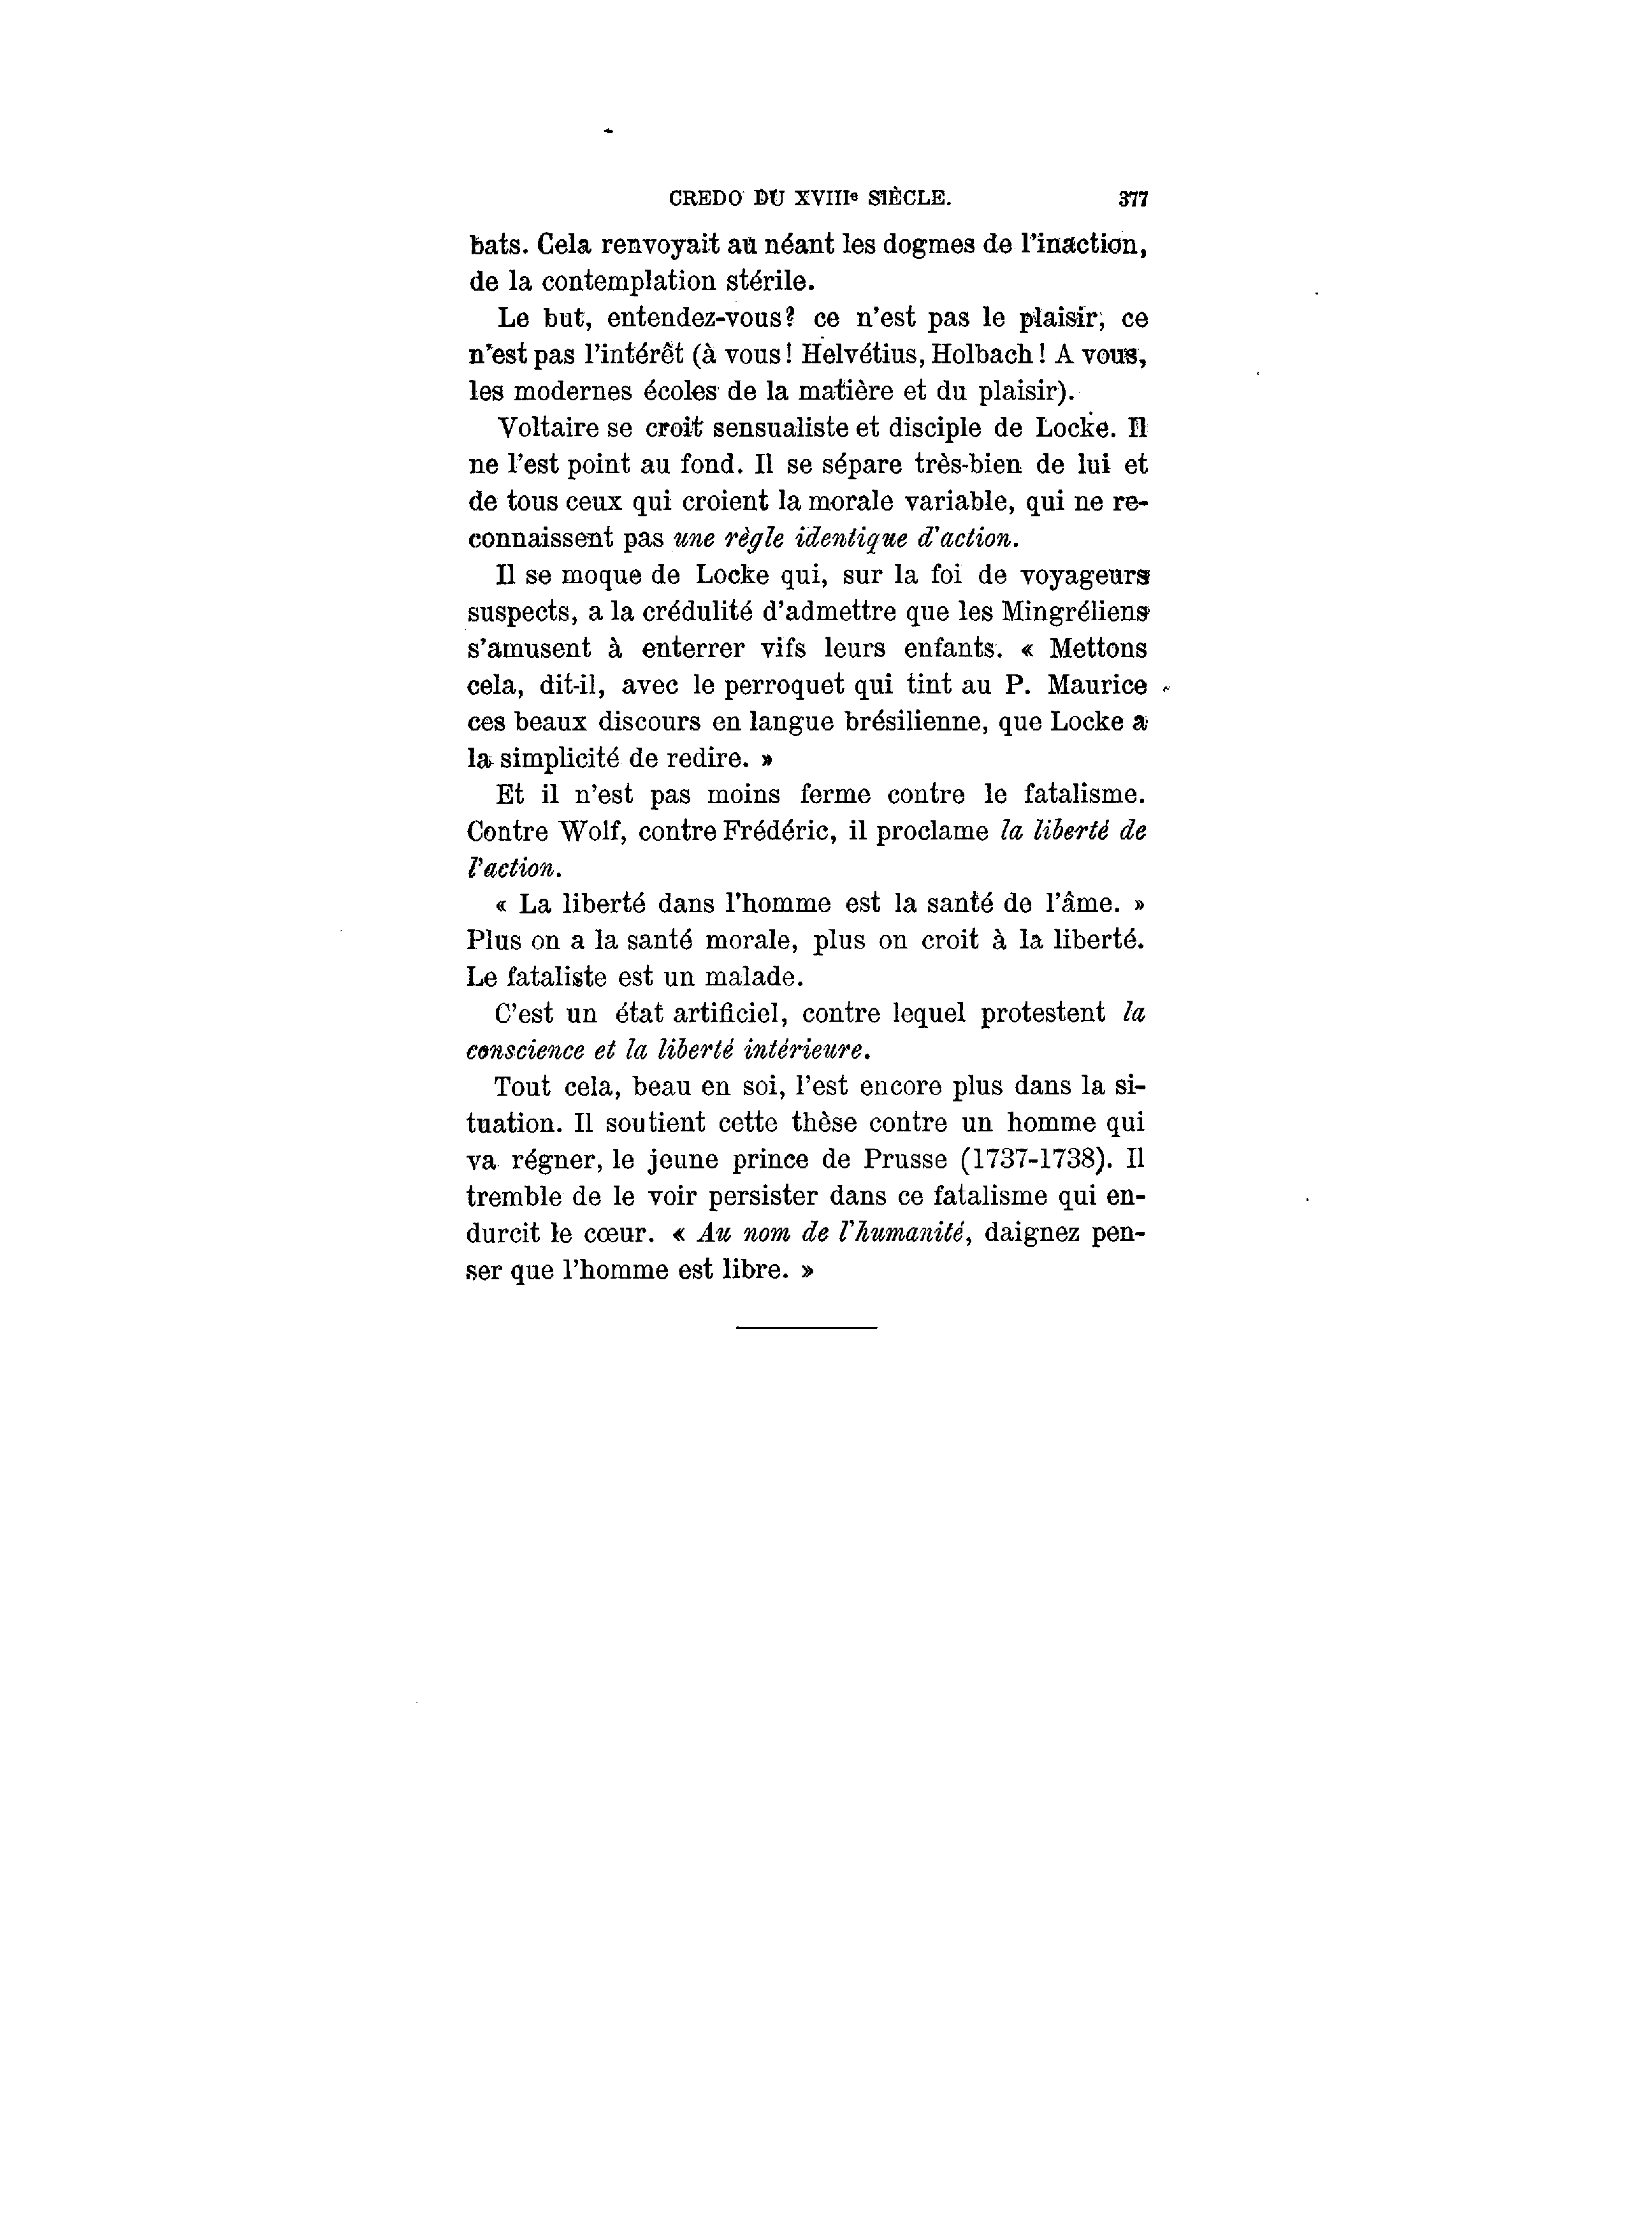 CREDO DU XVIIIe SIÈCLE. 377
bats. Cela renvoyait au néant les dogmes de l'inaction,
de la contemplation stérile.
Le but, entendez-vous? ce n'est pas le plaisir, ce
n'est pas l'intérêt (à vous! Helvétius, Holbach! A vous,
les modernes écoles de la matière et du plaisir).
Voltaire se croit sensualiste et disciple de Locke. Il
ne l'est point au fond. Il se sépare très-bien de lui et
de tous ceux qui croient la morale variable, qui ne re-
connaissent pas une règle identique d'action.
Il se moque de Locke qui, sur la foi de voyageurs
suspects, a la crédulité d'admettre que les Mingréliens
s'amusent à enterrer vifs leurs enfants. « Mettons
cela, dit-il, avec le perroquet qui tint au P. Maurice
ces beaux discours en langue brésilienne, que Locke a
la simplicité de redire. »
Et il n'est pas moins ferme contre le fatalisme.
Contre Wolf, contre Frédéric, il proclame la liberté de
l'action.
« La liberté dans l'homme est la santé de l'âme. »
Plus on a la santé morale, plus on croit à la liberté.
Le fataliste est un malade.
C'est un état artificiel, contre lequel protestent la
conscience et la liberté intérieure.
Tout cela, beau en soi, l'est encore plus dans la si-
tuation. Il soutient cette thèse contre un homme qui
va régner, le jeune prince de Prusse (1737-1738). Il
tremble de le voir persister dans ce fatalisme qui en-
durcit le cœur. « Au nom de l'humanité, daignez pen-
ser que l'homme est libre. »